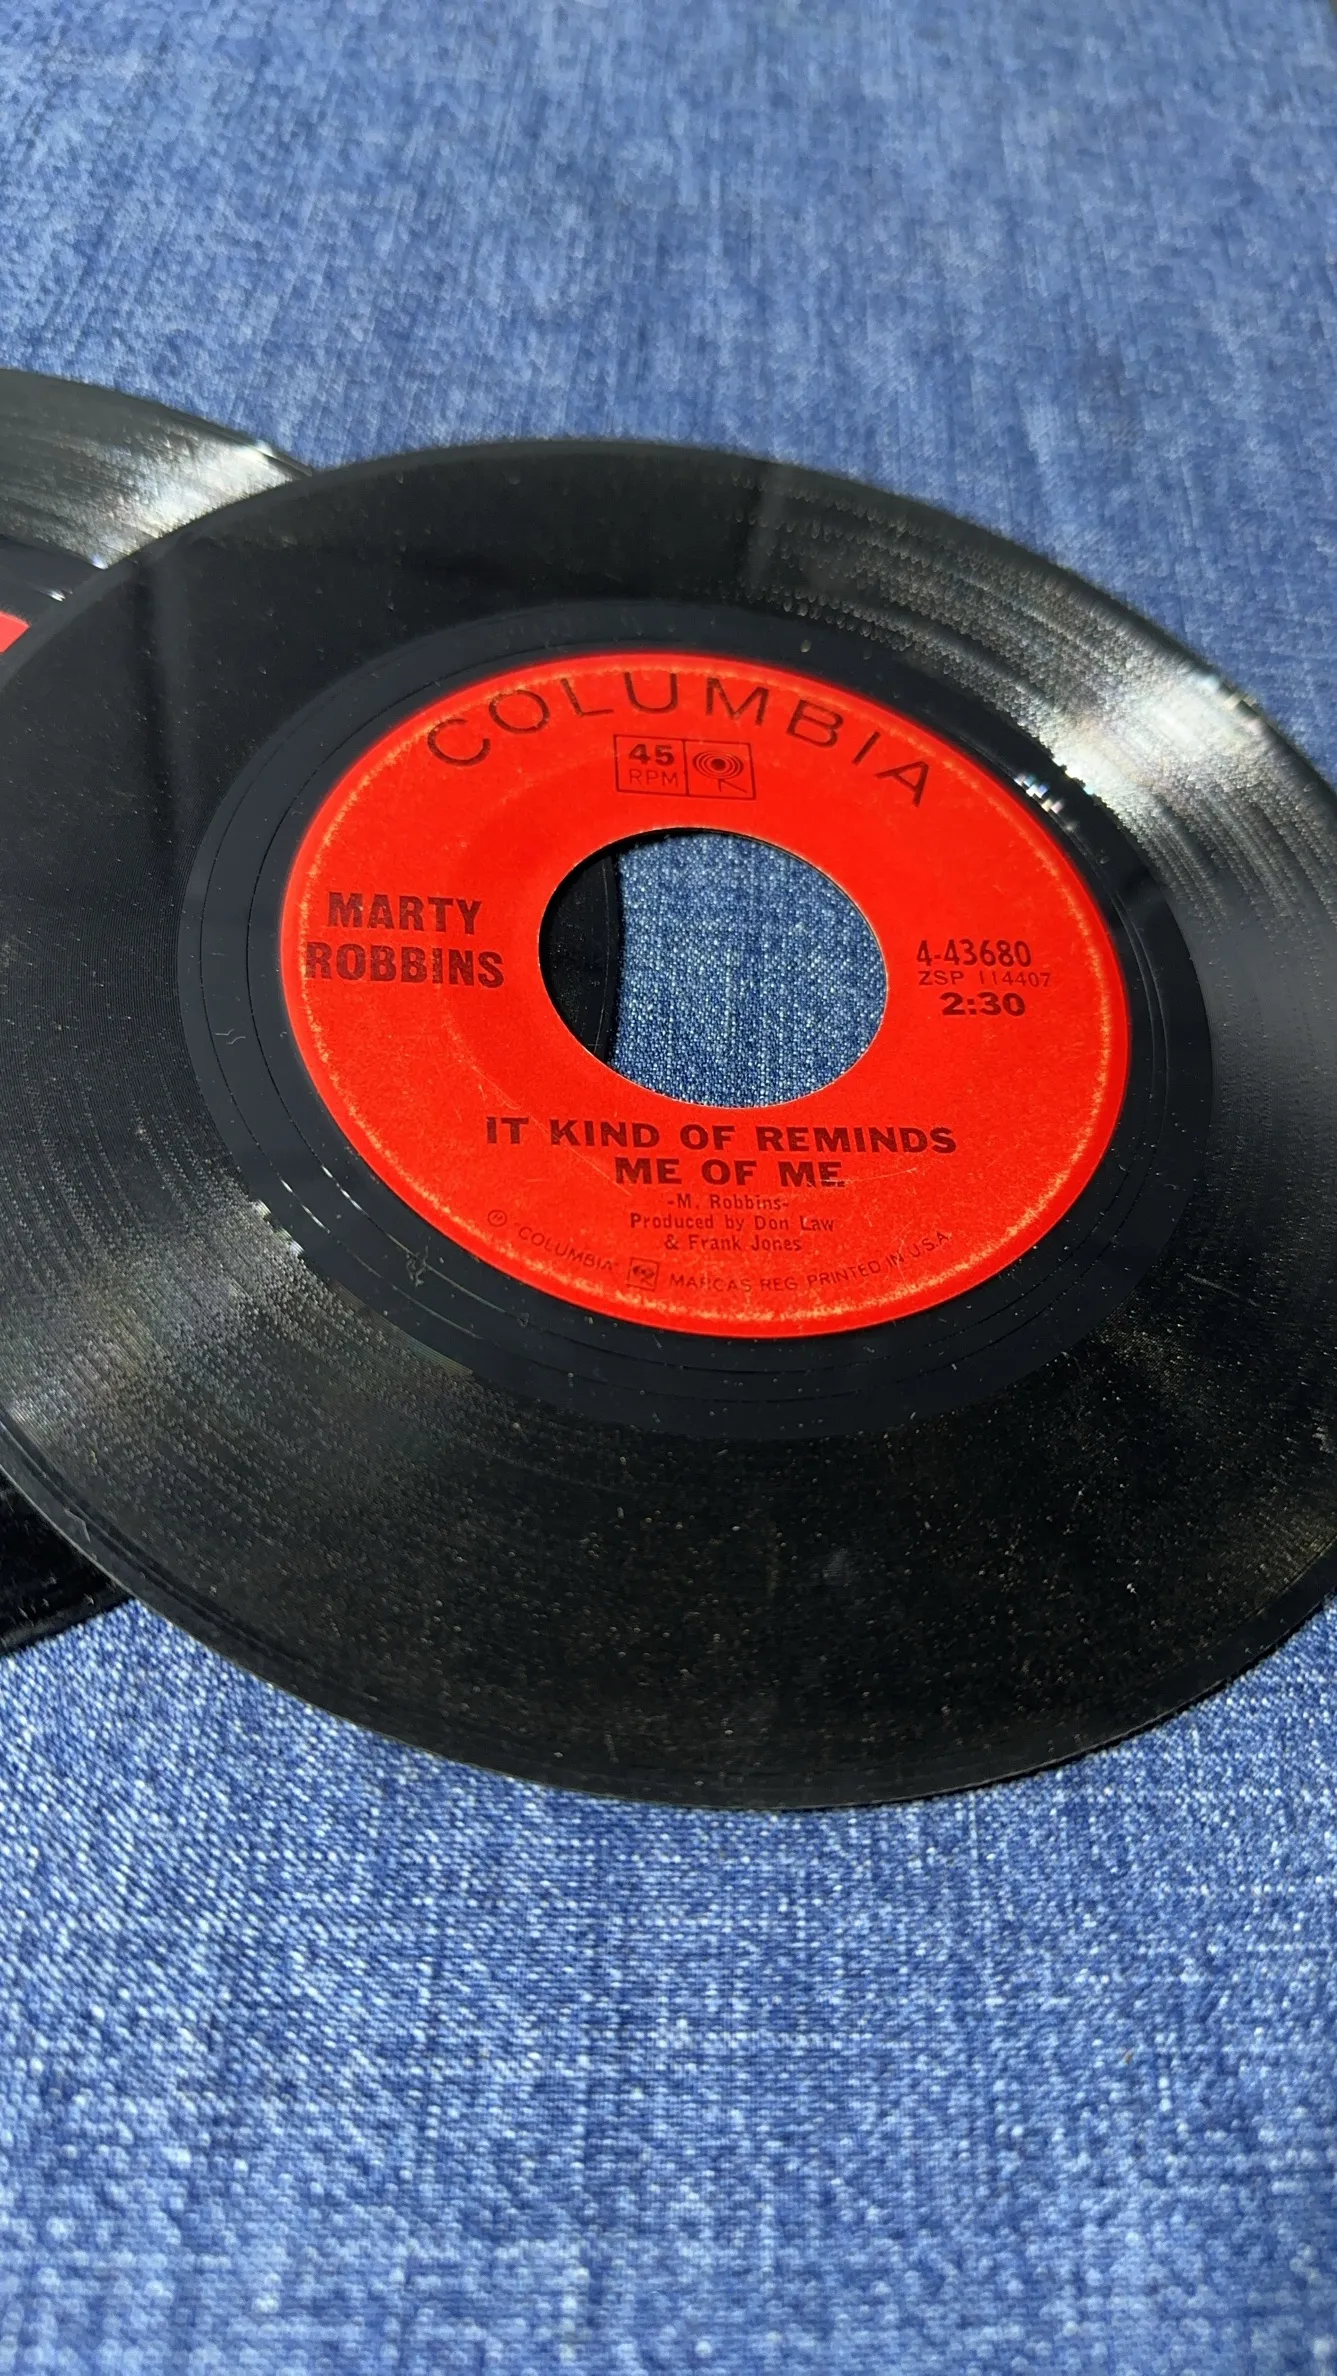 COLUMBIA
45
RPM
MARTY
ROBBINS
4-43680
ZSP 114407
2:30
IT KIND OF REMINDS
ME OF ME
-M. Robbins-
Produced by Don Law
& Frank Jones
Ⓡ "COLUMBIA" MARCAS REG. PRINTED IN U.S.A.